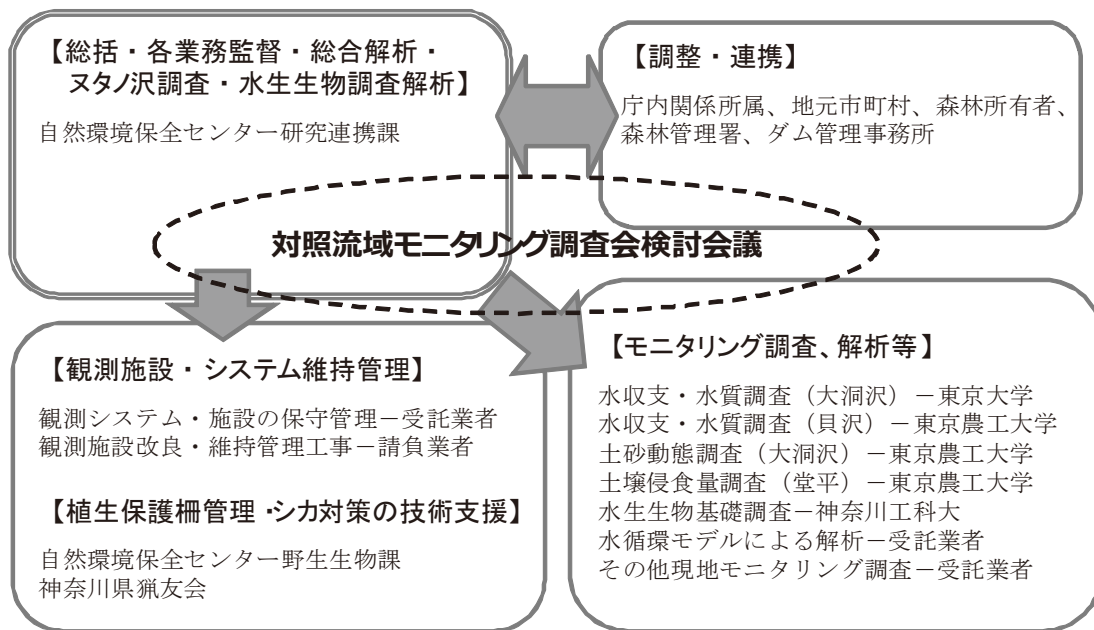 【総括・各業務監督・総合解析・
ヌタノ沢調査・水生生物調査解析】
自然環境保全センター研究連携課
【調整・連携】
庁内関係所属、地元市町村、森林所有者、
森林管理署、ダム管理事務所
対照流域モニタリング調査会検討会議
【観測施設・システム維持管理】
観測システム・施設の保守管理－受託業者
観測施設改良・維持管理工事－請負業者
【植生保護柵管理・シカ対策の技術支援】
自然環境保全センター野生生物課
神奈川県猟友会
【モニタリング調査、解析等】
水収支・水質調査（大洞沢）－東京大学
水収支・水質調査（貝沢）－東京農工大学
土砂動態調査（大洞沢）－東京農工大学
土壌侵食量調査（堂平）－東京農工大学
水生生物基礎調査－神奈川工科大
水循環モデルによる解析－受託業者
その他現地モニタリング調査－受託業者